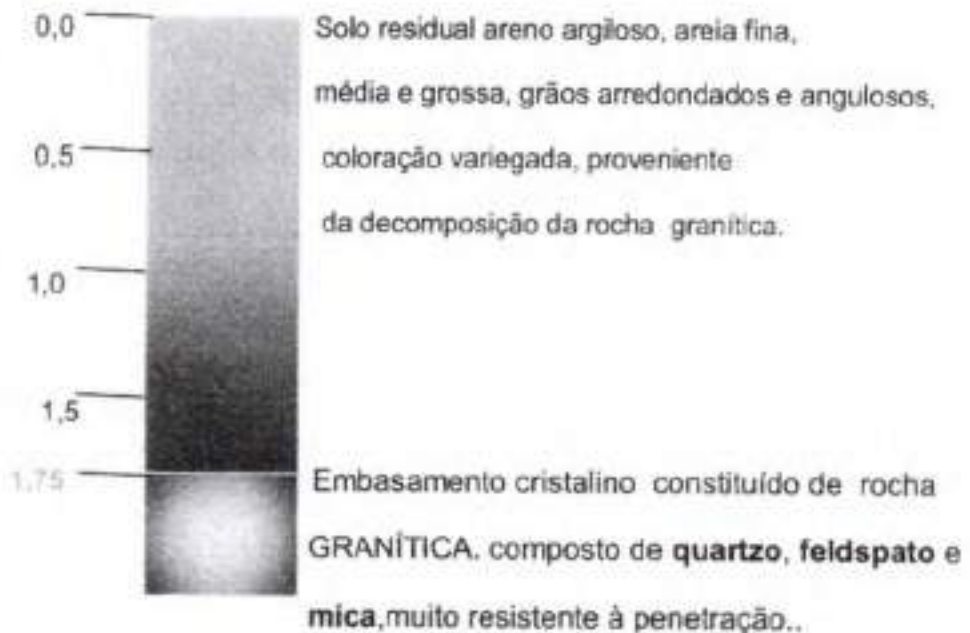 0,0
Solo residual areno argiloso, areia fina,
média e grossa, grãos arredondados e angulosos,
0,5
coloração variegada, proveniente
da decomposição da rocha granítica.
1,0
1,5
1,75
Embasamento cristalino constituído de rocha
GRANÍTICA, composto de quartzo, feldspato e
mica,muito resistente à penetração..